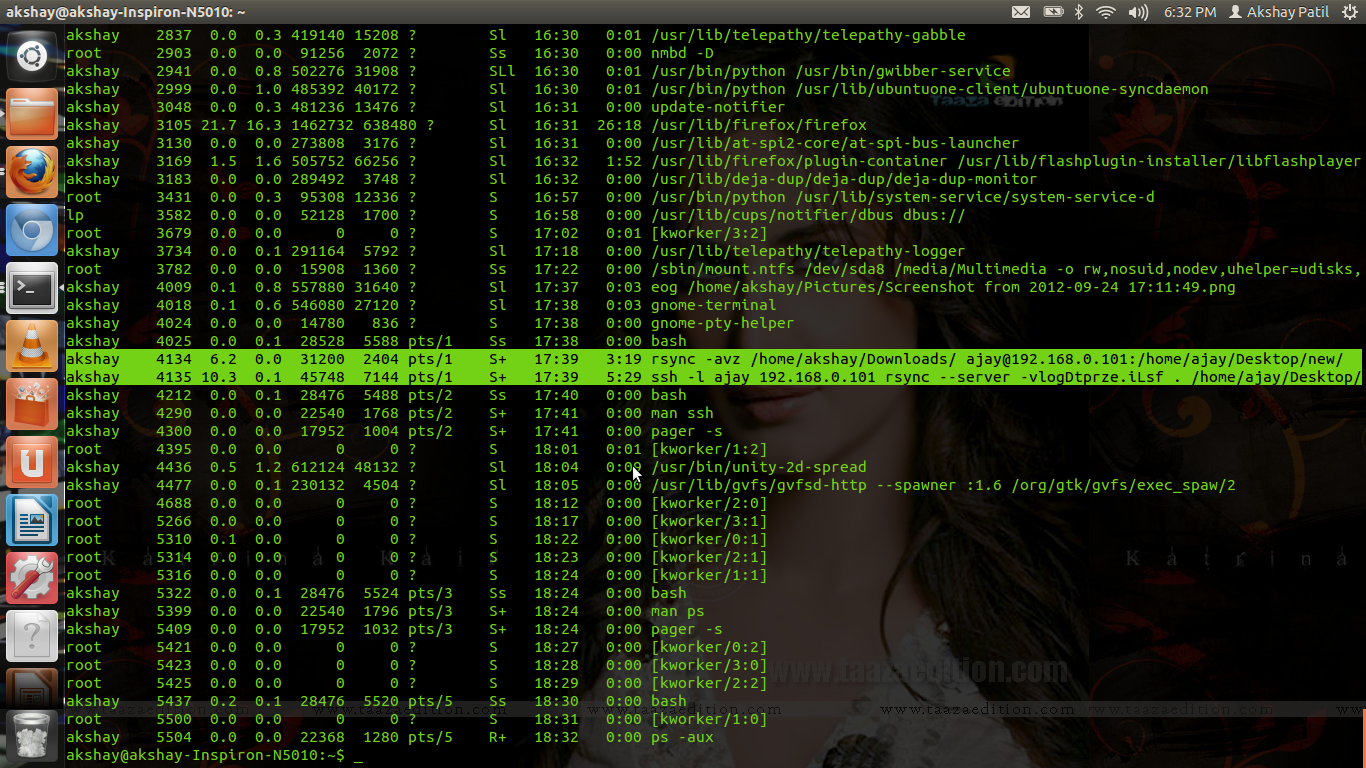 akshay@akshay-Inspiron-N5010: ~ 6:32 PM Akshay Patil
akshay 2837 0.0 0.3 419140 15208 ? Sl 16:30 0:01 /usr/lib/telepathy/telepathy-gabble
root 2903 0.0 0.0 91256 2072 ? Ss 16:30 0:00 nmbd -D
akshay 2941 0.0 0.8 502276 31908 ? SLl 16:30 0:01 /usr/bin/python /usr/bin/gwibber-service
akshay 2999 0.0 1.0 485392 40172 ? Sl 16:30 0:01 /usr/bin/python /usr/lib/ubuntuone-client/ubuntuone-syncdaemon
akshay 3048 0.0 0.3 481236 13476 ? Sl 16:31 0:00 update-notifier
akshay 3105 21.7 16.3 1462732 638480 ? Sl 16:31 26:18 /usr/lib/firefox/firefox
akshay 3130 0.0 0.0 273808 3176 ? Sl 16:31 0:00 /usr/lib/at-spi2-core/at-spi-bus-launcher
akshay 3169 1.5 1.6 505752 66256 ? Sl 16:32 1:52 /usr/lib/firefox/plugin-container /usr/lib/flashplugin-installer/libflashplayer
akshay 3183 0.0 0.0 289492 3748 ? Sl 16:32 0:00 /usr/lib/deja-dup/deja-dup/deja-dup-monitor
root 3431 0.0 0.3 95308 12336 ? S 16:57 0:00 /usr/bin/python /usr/lib/system-service/system-service-d
lp 3582 0.0 0.0 52128 1700 ? S 16:58 0:00 /usr/lib/cups/notifier/dbus dbus://
root 3679 0.0 0.0 0 0 ? S 17:02 0:01 [kworker/3:2]
akshay 3734 0.0 0.1 291164 5792 ? Sl 17:18 0:00 /usr/lib/telepathy/telepathy-logger
root 3782 0.0 0.0 15908 1360 ? Ss 17:22 0:00 /sbin/mount.ntfs /dev/sda8 /media/Multimedia -o rw,nosuid,nodev,uhelper=udisks,
akshay 4009 0.1 0.8 557880 31640 ? Sl 17:37 0:03 eog /home/akshay/Pictures/Screenshot from 2012-09-24 17:11:49.png
akshay 4018 0.1 0.6 546080 27120 ? Sl 17:38 0:03 gnome-terminal
akshay 4024 0.0 0.0 14780 836 ? S 17:38 0:00 gnome-pty-helper
akshay 4025 0.0 0.1 28528 5588 pts/1 Ss 17:38 0:00 bash
akshay 4134 6.2 0.0 31200 2404 pts/1 S+ 17:39 3:19 rsync -avz /home/akshay/Downloads/ ajay@192.168.0.101:/home/ajay/Desktop/new/
akshay 4135 10.3 0.1 45748 7144 pts/1 S+ 17:39 5:29 ssh -l ajay 192.168.0.101 rsync --server -vlogDtprze.iLsf . /home/ajay/Desktop/
akshay 4212 0.0 0.1 28476 5488 pts/2 Ss 17:40 0:00 bash
akshay 4290 0.0 0.0 22540 1768 pts/2 S+ 17:41 0:00 man ssh
akshay 4300 0.0 0.0 17952 1004 pts/2 S+ 17:41 0:00 pager -s
root 4395 0.0 0.0 0 0 ? S 18:01 0:01 [kworker/1:2]
akshay 4436 0.5 1.2 612124 48132 ? Sl 18:04 0:09 /usr/bin/unity-2d-spread
akshay 4477 0.0 0.1 230132 4504 ? Sl 18:05 0:00 /usr/lib/gvfs/gvfsd-http --spawner :1.6 /org/gtk/gvfs/exec_spaw/2
root 4688 0.0 0.0 0 0 ? S 18:12 0:00 [kworker/2:0]
root 5266 0.0 0.0 0 0 ? S 18:17 0:00 [kworker/3:1]
root 5310 0.1 0.0 0 0 ? S 18:22 0:00 [kworker/0:1]
root 5314 0.0 0.0 0 0 ? S 18:23 0:00 [kworker/2:1]
root 5316 0.0 0.0 0 0 ? S 18:24 0:00 [kworker/1:1]
akshay 5322 0.0 0.1 28476 5524 pts/3 Ss 18:24 0:00 bash
akshay 5399 0.0 0.0 22540 1796 pts/3 S+ 18:24 0:00 man ps
akshay 5409 0.0 0.0 17952 1032 pts/3 S+ 18:24 0:00 pager -s
root 5421 0.0 0.0 0 0 ? S 18:27 0:00 [kworker/0:2]
root 5423 0.0 0.0 0 0 ? S 18:28 0:00 [kworker/3:0]
root 5425 0.0 0.0 0 0 ? S 18:29 0:00 [kworker/2:2]
akshay 5437 0.2 0.1 28476 5520 pts/5 Ss 18:30 0:00 bash
root 5500 0.0 0.0 0 0 ? S 18:31 0:00 [kworker/1:0]
akshay 5504 0.0 0.0 22368 1280 pts/5 R+ 18:32 0:00 ps -aux
akshay@akshay-Inspiron-N5010:~$ _
taaza edition
Katrina
www.taazaedition.com
www.taazaedition.com www.taazaedition.com www.taazaedition.com